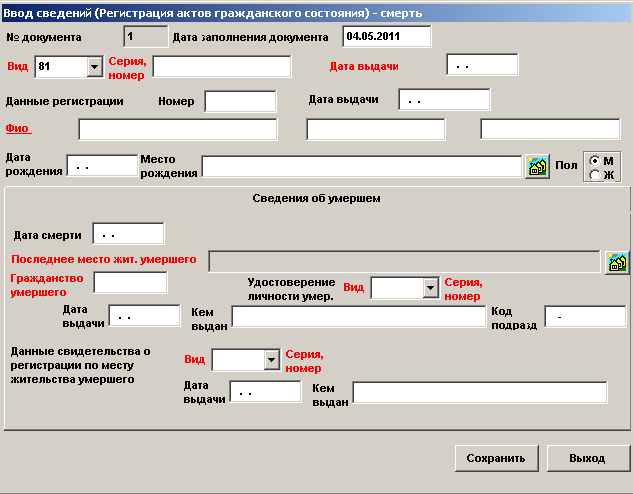 Ввод сведений (Регистрация актов гражданского состояния) - смерть
№ документа 1 Дата заполнения документа 04.05.2011
Вид 81 Серия, номер Дата выдачи . .
Данные регистрации Номер Дата выдачи . .
Фио
Дата рождения . . Место рождения Пол М Ж
Сведения об умершем
Дата смерти . .
Последнее место жит. умершего
Гражданство умершего Удостоверение личности умер. Вид Серия, номер
Дата выдачи . . Кем выдан Код подразд -
Данные свидетельства о регистрации по месту жительства умершего Вид Серия, номер
Дата выдачи . . Кем выдан
Сохранить Выход